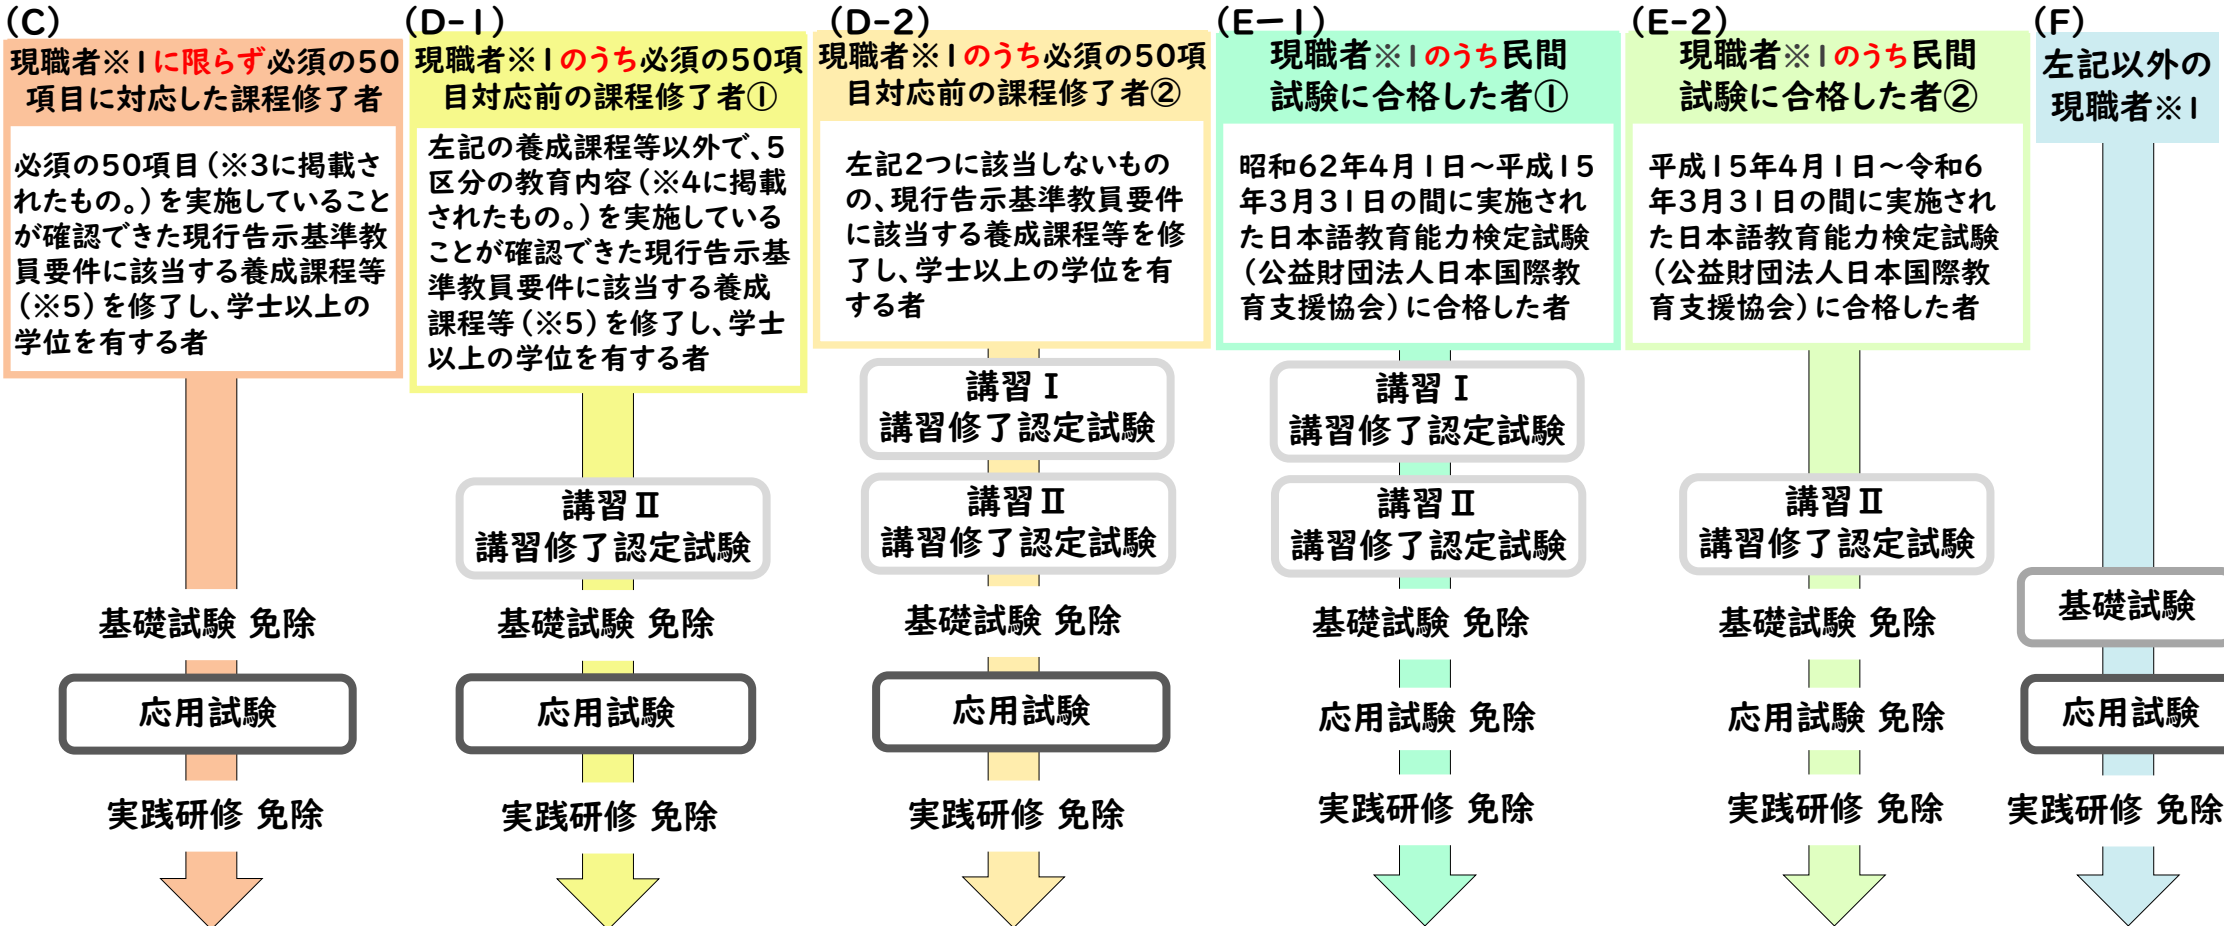 (C)
現職者※1に限らず必須の50
項目に対応した課程修了者
必須の50項目(※3に掲載さ
れたもの。)を実施していること
が確認できた現行告示基準教
員要件に該当する養成課程等
(※5)を修了し、学士以上の
学位を有する者
基礎試験 免除
応用試験
実践研修 免除
(D-1)
現職者※1のうち必須の50項
目対応前の課程修了者①
左記の養成課程等以外で、5
区分の教育内容(※4に掲載
されたもの。)を実施している
ことが確認できた現行告示基
準教員要件に該当する養成
課程等(※5)を修了し、学士
以上の学位を有する者
講習Ⅱ
講習修了認定試験
基礎試験 免除
応用試験
実践研修 免除
(D-2)
現職者※1のうち必須の50項
目対応前の課程修了者②
左記2つに該当しないもの
の、現行告示基準教員要件
に該当する養成課程等を修
了し、学士以上の学位を有
する者
講習Ⅰ
講習修了認定試験
講習Ⅱ
講習修了認定試験
基礎試験 免除
応用試験
実践研修 免除
(E-1)
現職者※1のうち民間
試験に合格した者①
昭和62年4月1日~平成15
年3月31日の間に実施され
た日本語教育能力検定試験
(公益財団法人日本国際教
育支援協会)に合格した者
講習Ⅰ
講習修了認定試験
講習Ⅱ
講習修了認定試験
基礎試験 免除
応用試験 免除
実践研修 免除
(E-2)
現職者※1のうち民間
試験に合格した者②
平成15年4月1日~令和6
年3月31日の間に実施され
た日本語教育能力検定試験
(公益財団法人日本国際教
育支援協会)に合格した者
講習Ⅱ
講習修了認定試験
基礎試験 免除
応用試験 免除
実践研修 免除
(F)
左記以外の
現職者※1
基礎試験
応用試験
実践研修 免除